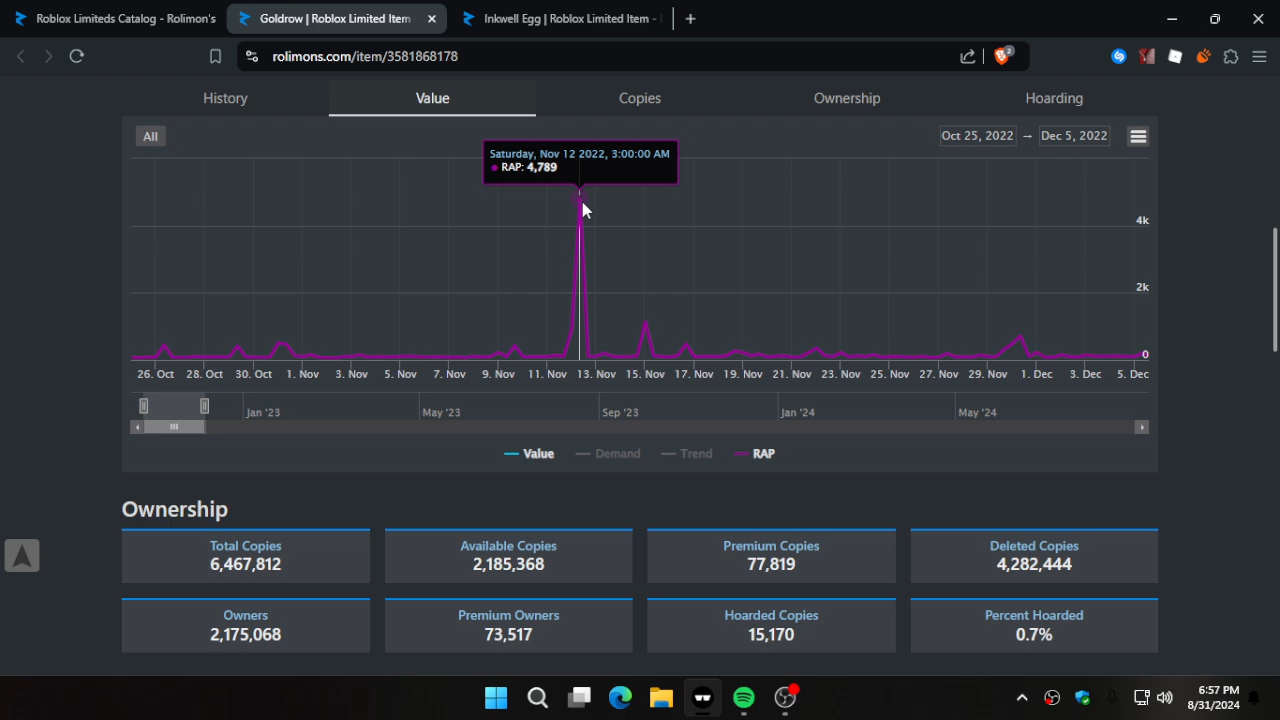 Roblox Limiteds Catalog - Rolimon's
Goldrow | Roblox Limited Item
Inkwell Egg | Roblox Limited Item -
rolimons.com/item/3581868178
2
History
Value
Copies
Ownership
Hoarding
All
Oct 25, 2022 → Dec 5, 2022
Saturday, Nov 12 2022, 3:00:00 AM
RAP: 4,789
4k
2k
0
26. Oct 28. Oct 30. Oct 1. Nov 3. Nov 5. Nov 7. Nov 9. Nov 11. Nov 13. Nov 15. Nov 17. Nov 19. Nov 21. Nov 23. Nov 25. Nov 27. Nov 29. Nov 1. Dec 3. Dec 5. Dec
Jan '23 May '23 Sep '23 Jan '24 May '24
Value Demand Trend RAP
Ownership
Total Copies
6,467,812
Available Copies
2,185,368
Premium Copies
77,819
Deleted Copies
4,282,444
Owners
2,175,068
Premium Owners
73,517
Hoarded Copies
15,170
Percent Hoarded
0.7%
6:57 PM
8/31/2024